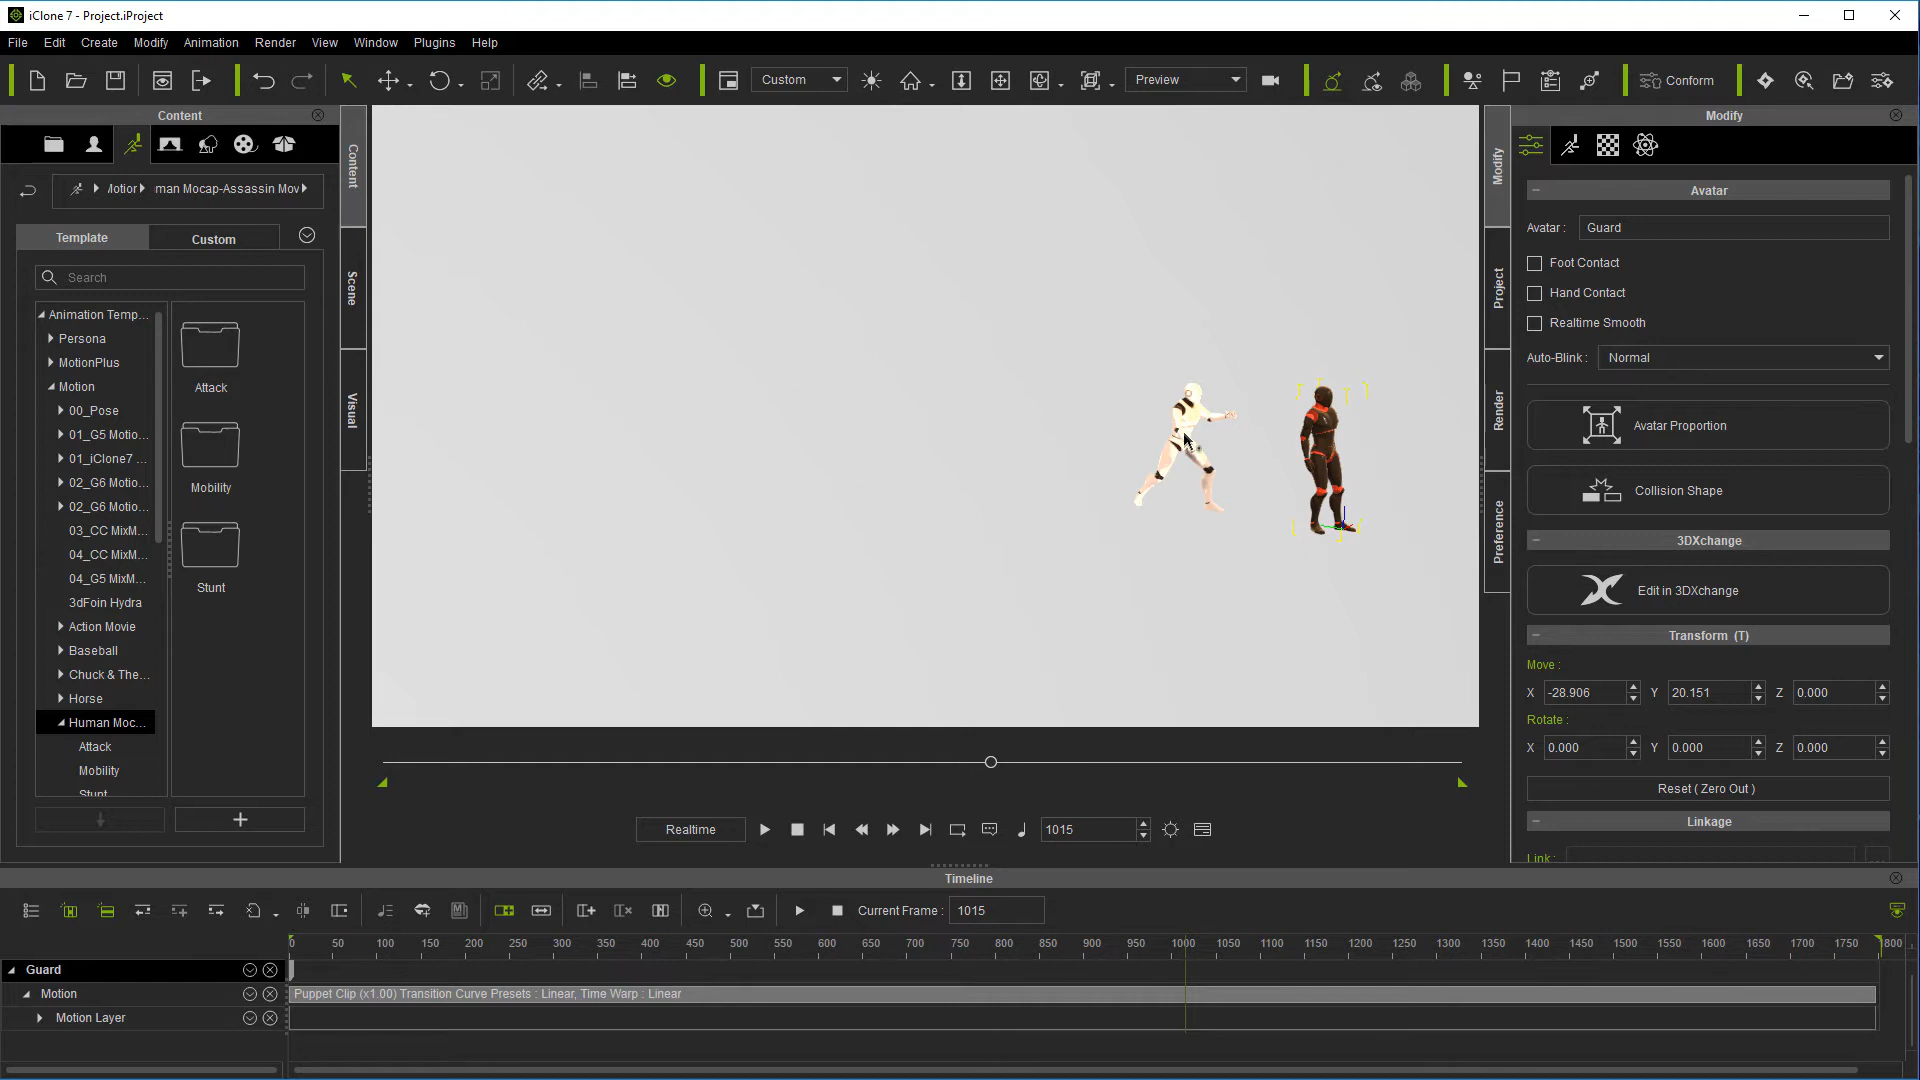 iClone 7 - Project.iProject
File Edit Create Modify Animation Render View Window Plugins Help
Custom
Preview
Conform
Content
Motion man Mocap-Assassin Mov
Template
Custom
Search
Animation Temp...
Persona
MotionPlus
Motion
00_Pose
01_G5 Motio...
01_iClone7 ...
02_G6 Motio...
02_G6 Motio...
03_CC MixM...
04_CC MixM...
04_G5 MixM...
3dFoin Hydra
Action Movie
Baseball
Chuck & The...
Horse
Human Moc...
Attack
Mobility
Stunt
Attack
Mobility
Stunt
Content
Scene
Visual
Modify
Project
Render
Preference
Modify
Avatar
Avatar : Guard
Foot Contact
Hand Contact
Realtime Smooth
Auto-Blink : Normal
Avatar Proportion
Collision Shape
3DXchange
Edit in 3DXchange
Transform (T)
Move :
X -28.906 Y 20.151 Z 0.000
Rotate :
X 0.000 Y 0.000 Z 0.000
Reset ( Zero Out )
Linkage
Link :
Realtime
1015
Timeline
Current Frame : 1015
0 50 100 150 200 250 300 350 400 450 500 550 600 650 700 750 800 850 900 950 1000 1050 1100 1150 1200 1250 1300 1350 1400 1450 1500 1550 1600 1650 1700 1750 1800
Guard
Motion
Puppet Clip (x1.00) Transition Curve Presets : Linear, Time Warp : Linear
Motion Layer